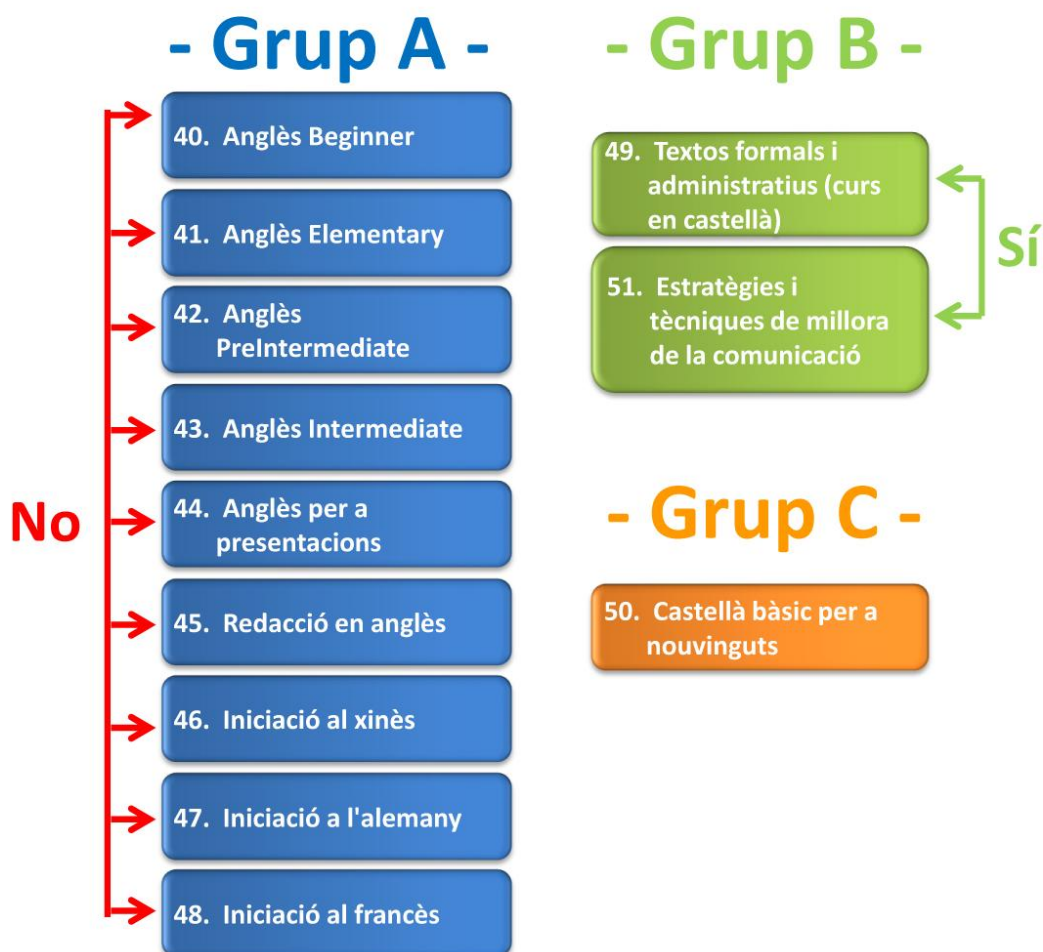 - Grup A -
No
40. Anglès Beginner
41. Anglès Elementary
42. Anglès
PreIntermediate
43. Anglès Intermediate
44. Anglès per a
presentacions
45. Redacció en anglès
46. Iniciació al xinès
47. Iniciació a l'alemany
48. Iniciació al francès
- Grup B -
49. Textos formals i
administratius (curs
en castellà)
51. Estratègies i
tècniques de millora
de la comunicació
Sí
- Grup C -
50. Castellà bàsic per a
nouvinguts